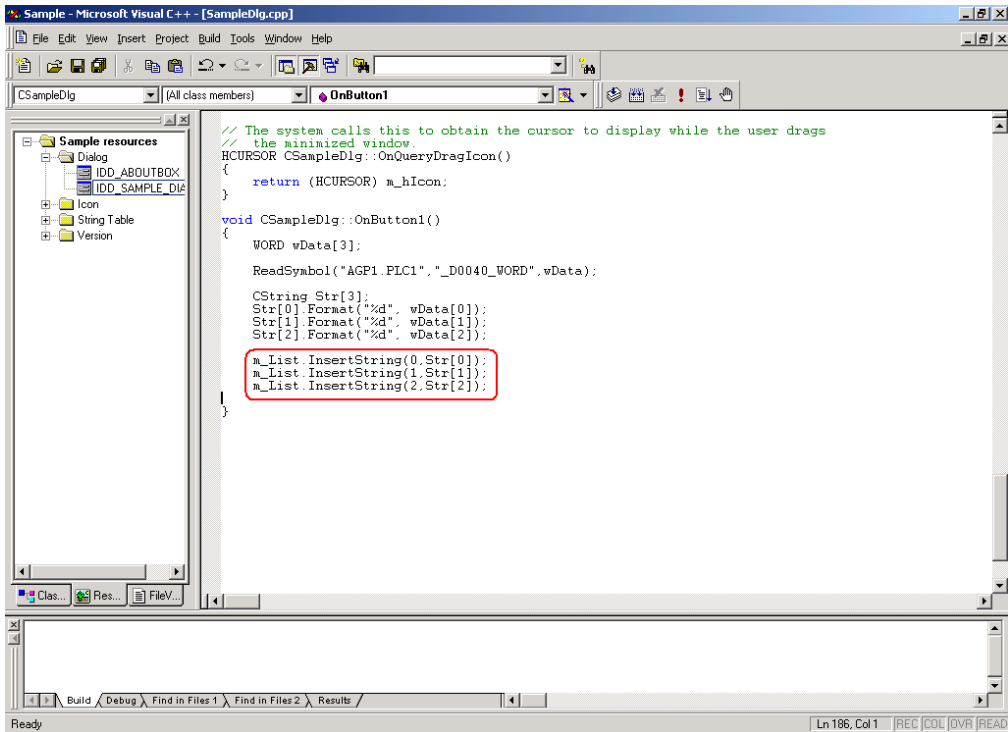 Sample - Microsoft Visual C++ - [SampleDlg.cpp]
File Edit View Insert Project Build Tools Window Help
CSampleDlg (All class members) OnButton1
Sample resources
Dialog
IDD_ABOUTBOX
IDD_SAMPLE_DIA
Icon
String Table
Version
// The system calls this to obtain the cursor to display while the user drags
//  the minimized window.
HCURSOR CSampleDlg::OnQueryDragIcon()
{
    return (HCURSOR) m_hIcon;
}
void CSampleDlg::OnButton1()
{
    WORD wData[3];
    ReadSymbol("AGP1.PLC1","_D0040_WORD",wData);
    CString Str[3];
    Str[0].Format("%d", wData[0]);
    Str[1].Format("%d", wData[1]);
    Str[2].Format("%d", wData[2]);
    m_List.InsertString(0,Str[0]);
    m_List.InsertString(1,Str[1]);
    m_List.InsertString(2,Str[2]);
}
Clas... Res... FileV...
Build Debug Find in Files 1 Find in Files 2 Results
Ready Ln 186, Col 1 REC COL OVR READ